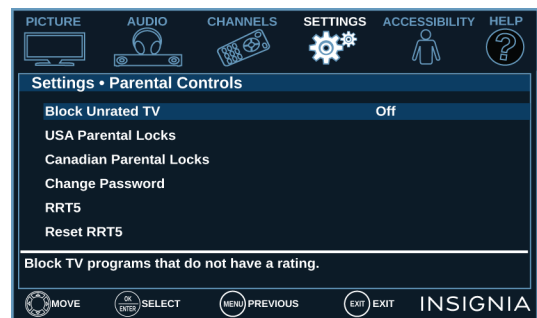 PICTURE AUDIO CHANNELS SETTINGS ACCESSIBILITY HELP
?
Settings • Parental Controls
Block Unrated TV Off
USA Parental Locks
Canadian Parental Locks
Change Password
RRT5
Reset RRT5
Block TV programs that do not have a rating.
MOVE OK ENTER SELECT MENU PREVIOUS EXIT EXIT INSIGNIA